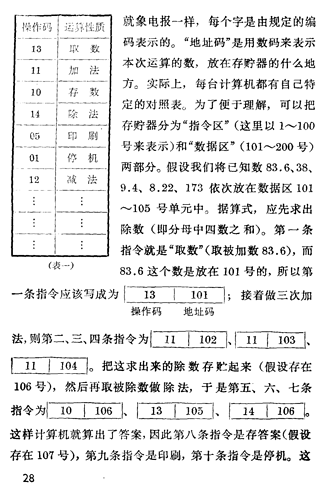 操作码 运算性质
13 取 数
11 加 法
10 存 数
14 除 法
05 印 刷
01 停 机
12 减 法
⋮ ⋮
⋮ ⋮
⋮ ⋮
(表一)
就象电报一样，每个字是由规定的编
码表示的。“地址码”是用数码来表示
本次运算的数，放在存贮器的什么地
方。实际上，每台计算机都有自己特
定的对照表。为了便于理解，可以把
存贮器分为“指令区”（这里以1～100
号来表示）和“数据区”（101～200号）
两部分。假设我们将已知数83.6,38、
9.4、8.22、173 依次放在数据区101
～105 号单元中。据算式，应先求出
除数（即分母中四数之和）。第一条
指令就是“取数”（取被加数83.6），而
83.6这个数是放在101号的，所以第
一条指令应该写成为 13 101 ；接着做三次加
操作码 地址码
法，则第二、三、四条指令为 11 102 、 11 103 、
11 104 。把这求出来的除数存贮起来（假设存在
106号），然后再取被除数做除法，于是第五、六、七条
指令为 10 106 、 13 105 、 14 106 。
这样计算机就算出了答案，因此第八条指令是存答案（假设
存在107号），第九条指令是印刷，第十条指令是停机。这
28